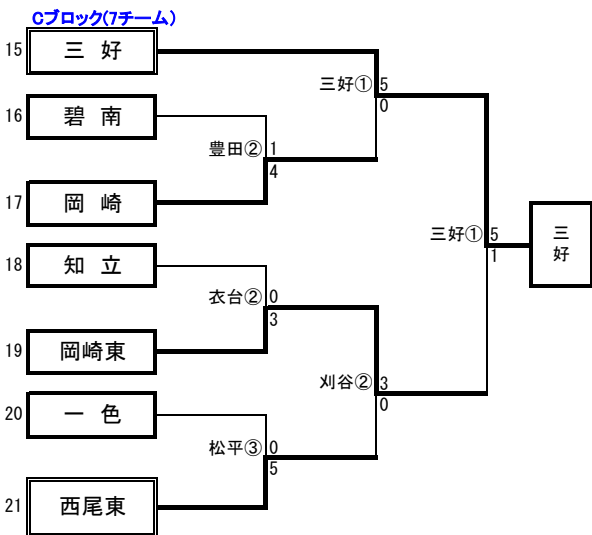 Cブロック(7チーム)
15 三 好
三好① 5
0
16 碧 南
豊田② 1
4
17 岡 崎
三好① 5
1
三好
18 知 立
衣台② 0
3
19 岡崎東
刈谷② 3
0
20 一 色
松平③ 0
5
21 西尾東